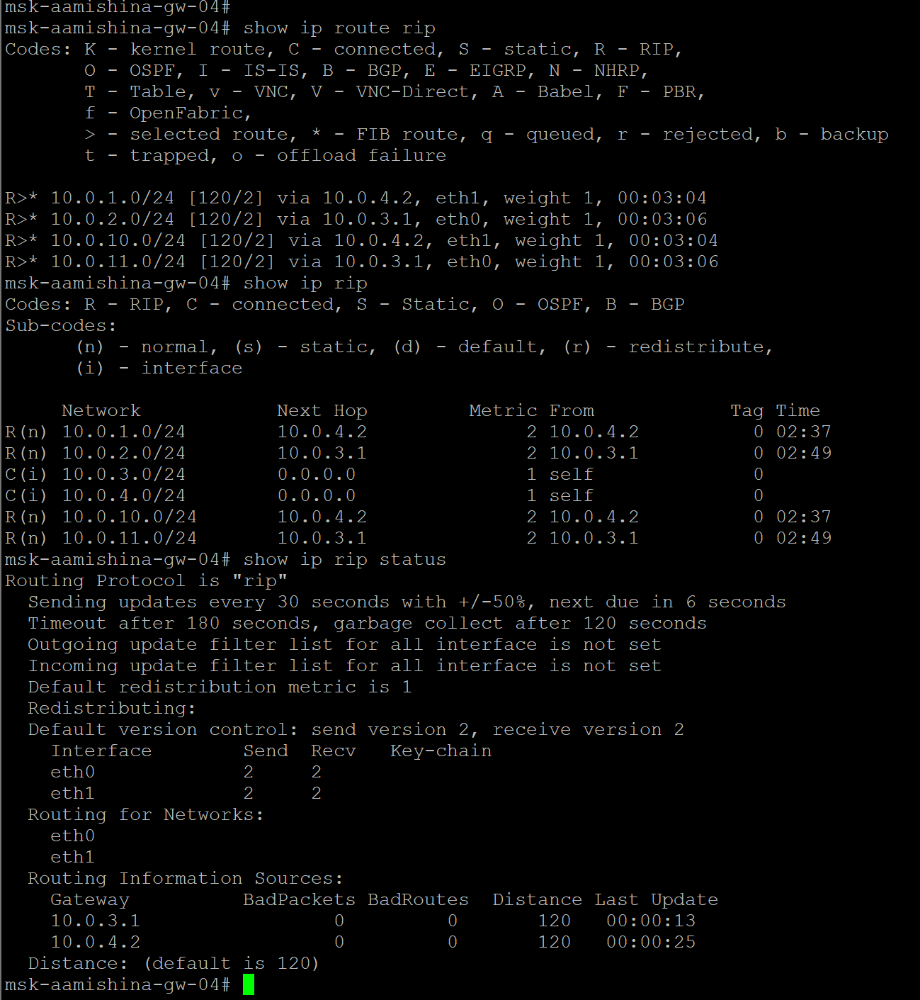 msk-aamishina-gw-04#
msk-aamishina-gw-04# show ip route rip
Codes: K - kernel route, C - connected, S - static, R - RIP,
       O - OSPF, I - IS-IS, B - BGP, E - EIGRP, N - NHRP,
       T - Table, v - VNC, V - VNC-Direct, A - Babel, F - PBR,
       f - OpenFabric,
       > - selected route, * - FIB route, q - queued, r - rejected, b - backup
       t - trapped, o - offload failure

R>* 10.0.1.0/24 [120/2] via 10.0.4.2, eth1, weight 1, 00:03:04
R>* 10.0.2.0/24 [120/2] via 10.0.3.1, eth0, weight 1, 00:03:06
R>* 10.0.10.0/24 [120/2] via 10.0.4.2, eth1, weight 1, 00:03:04
R>* 10.0.11.0/24 [120/2] via 10.0.3.1, eth0, weight 1, 00:03:06
msk-aamishina-gw-04# show ip rip
Codes: R - RIP, C - connected, S - Static, O - OSPF, B - BGP
Sub-codes:
      (n) - normal, (s) - static, (d) - default, (r) - redistribute,
      (i) - interface

     Network            Next Hop         Metric From            Tag Time
R(n) 10.0.1.0/24        10.0.4.2              2 10.0.4.2          0 02:37
R(n) 10.0.2.0/24        10.0.3.1              2 10.0.3.1          0 02:49
C(i) 10.0.3.0/24        0.0.0.0               1 self              0
C(i) 10.0.4.0/24        0.0.0.0               1 self              0
R(n) 10.0.10.0/24       10.0.4.2              2 10.0.4.2          0 02:37
R(n) 10.0.11.0/24       10.0.3.1              2 10.0.3.1          0 02:49
msk-aamishina-gw-04# show ip rip status
Routing Protocol is "rip"
  Sending updates every 30 seconds with +/-50%, next due in 6 seconds
  Timeout after 180 seconds, garbage collect after 120 seconds
  Outgoing update filter list for all interface is not set
  Incoming update filter list for all interface is not set
  Default redistribution metric is 1
  Redistributing:
  Default version control: send version 2, receive version 2
    Interface        Send  Recv   Key-chain
    eth0             2     2
    eth1             2     2
  Routing for Networks:
    eth0
    eth1
  Routing Information Sources:
    Gateway          BadPackets BadRoutes  Distance Last Update
    10.0.3.1                 0         0       120   00:00:13
    10.0.4.2                 0         0       120   00:00:25
  Distance: (default is 120)
msk-aamishina-gw-04#